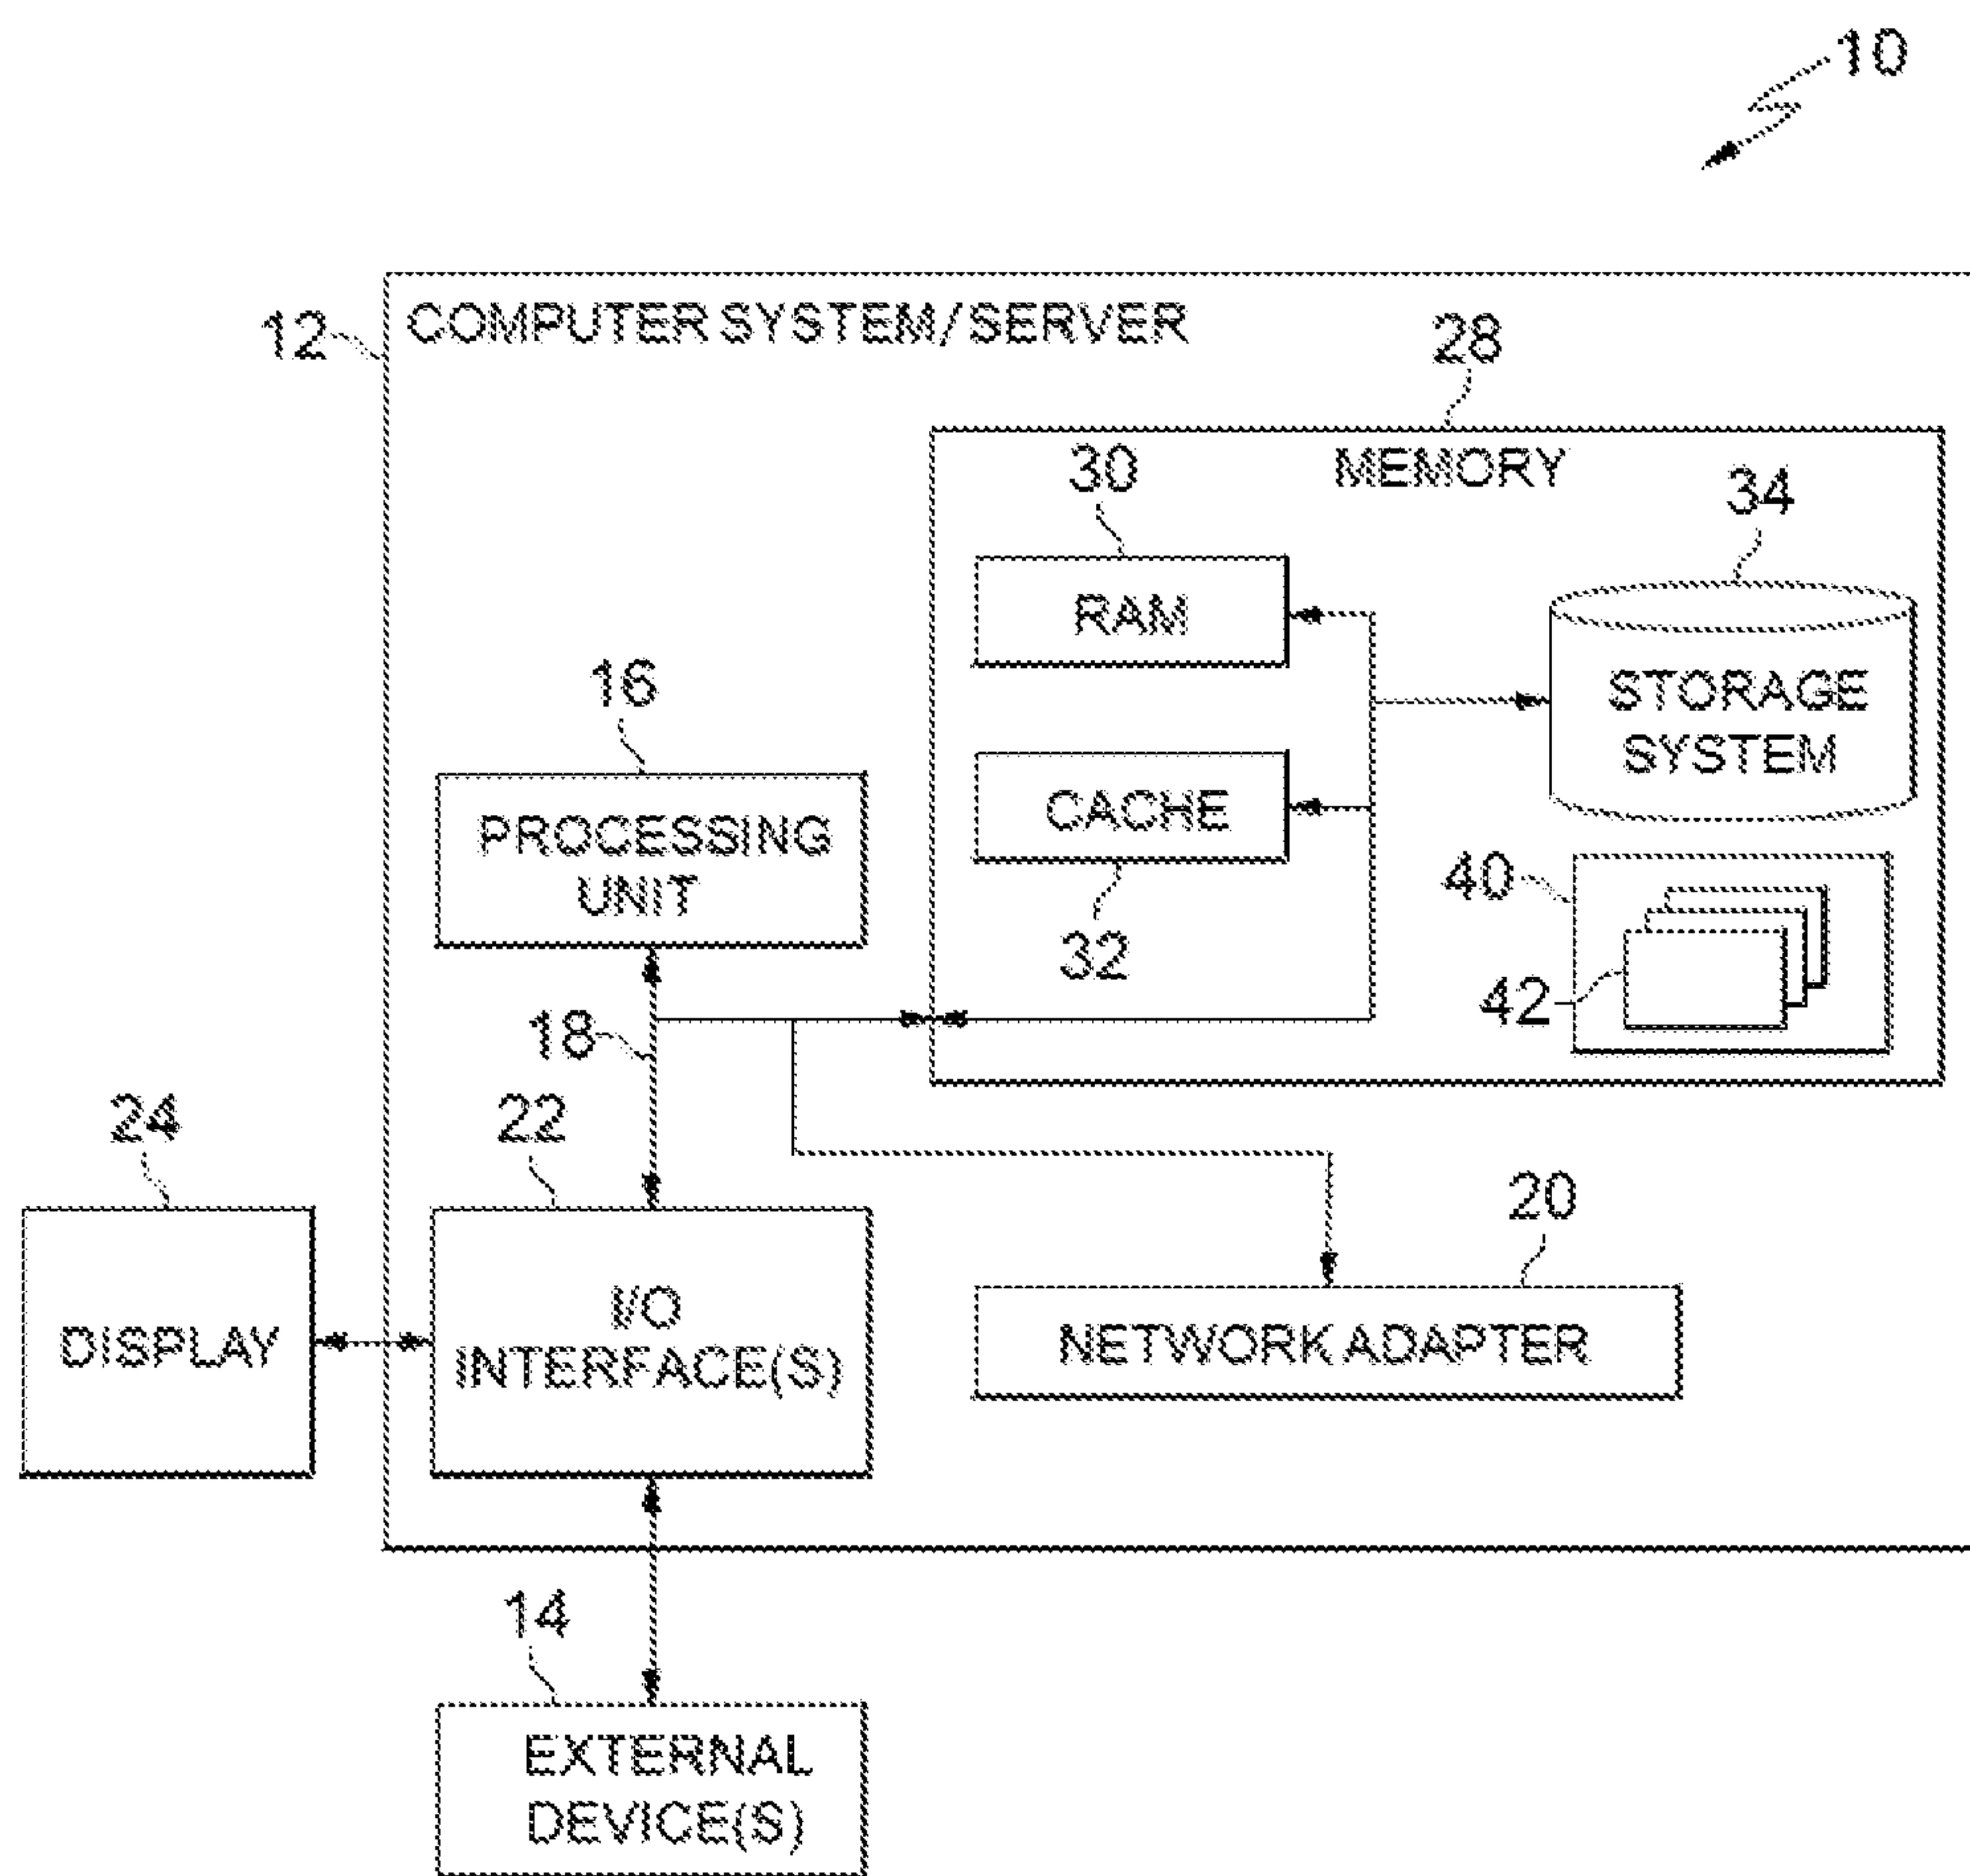 10
12
COMPUTER SYSTEM/SERVER
28
MEMORY
30
34
RAM
STORAGE
SYSTEM
16
PROCESSING
UNIT
CACHE
32
40
42
18
24
22
20
DISPLAY
I/O
INTERFACE(S)
NETWORK ADAPTER
14
EXTERNAL
DEVICE(S)